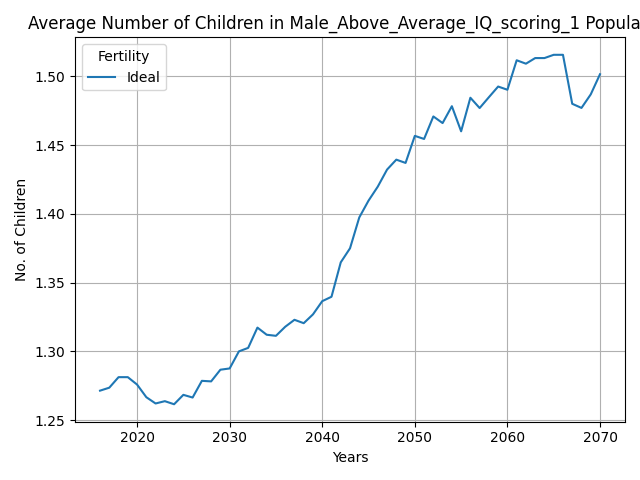 Average Number of Children in Male_Above_Average_IQ_scoring_1 Popula
Fertility
Ideal
No. of Children
1.50
1.45
1.40
1.35
1.30
1.25
2020 2030 2040 2050 2060 2070
Years